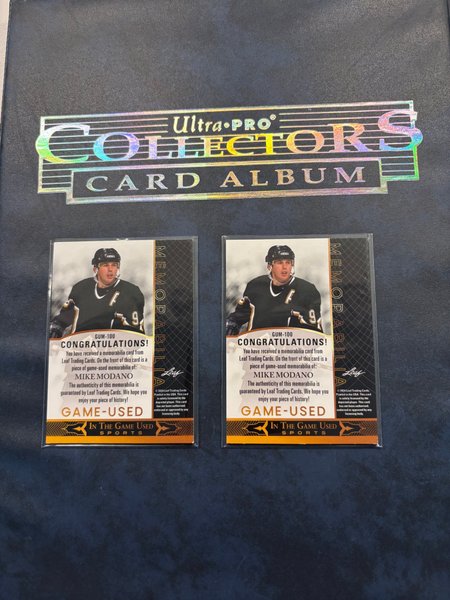 Ultra•PRO®
COLLECTORS
CARD ALBUM
MEMORABILIA
9
GUM-100
CONGRATULATIONS!
You have received a memorabilia card from
Leaf Trading Cards. On the front of this card is a
piece of game-used memorabilia of:
MIKE MODANO
The authenticity of this memorabilia is
guaranteed by Leaf Trading Cards. We hope you
enjoy your piece of history!
GAME-USED
Leaf
IN THE GAME USED
SPORTS
MEMORABILIA
9
GUM-100
CONGRATULATIONS!
You have received a memorabilia card from
Leaf Trading Cards. On the front of this card is a
piece of game-used memorabilia of:
MIKE MODANO
The authenticity of this memorabilia is
guaranteed by Leaf Trading Cards. We hope you
enjoy your piece of history!
GAME-USED
Leaf
IN THE GAME USED
SPORTS